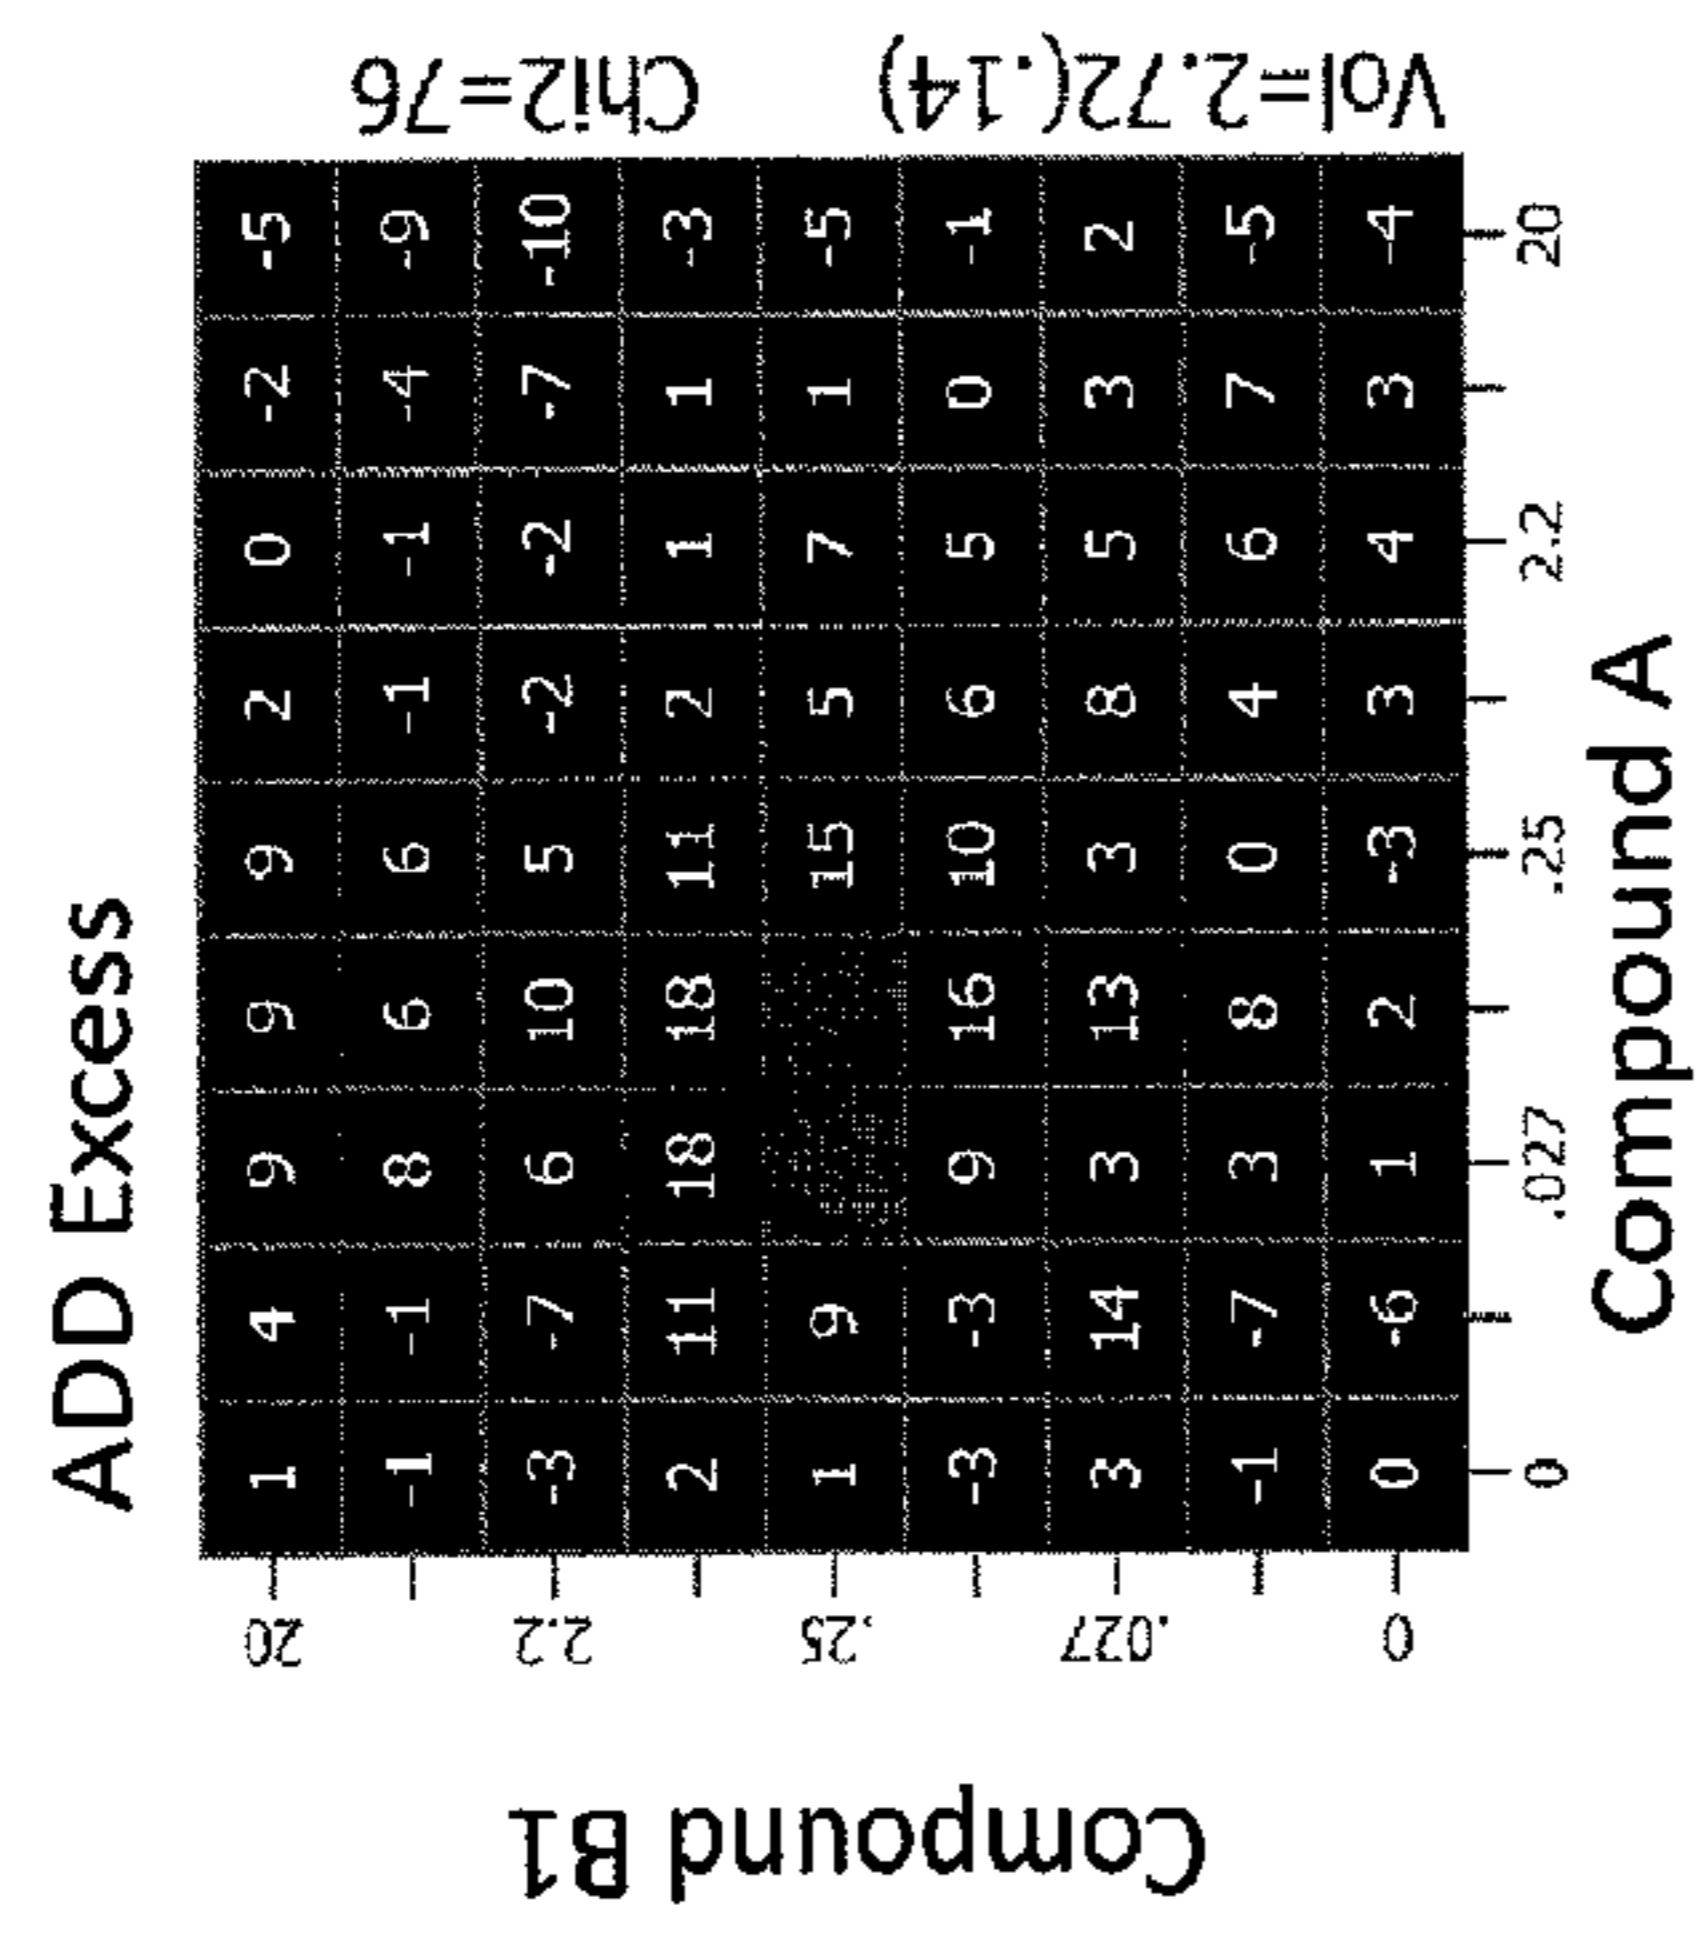 ADD Excess
Compound B1
20 1 4 9 9 9 2 0 -2 -5
-1 -1 8 6 6 -1 -1 -4 -9
2.2 -3 -7 6 10 5 -2 -2 -7 -10
2 11 18 18 11 2 1 1 -3
.25 1 9 15 5 7 1 -5
-3 -3 9 16 10 6 5 0 -1
.027 3 14 3 13 3 8 5 3 2
-1 -7 3 8 0 4 6 7 -5
0 0 -6 1 2 -3 3 4 3 -4
0 .027 .25 2.2 20
Compound A
Vol=2.72(.14)
Chi2=76